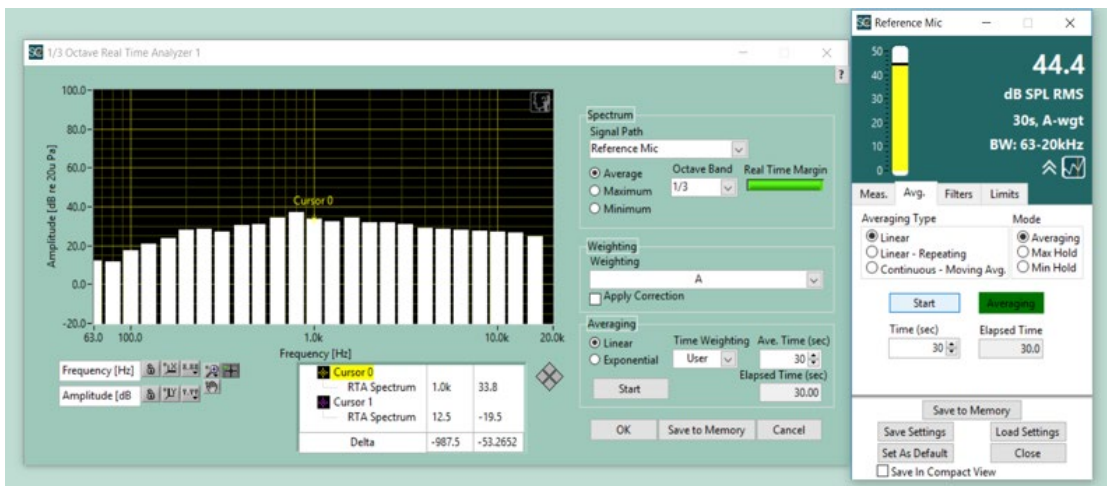 SC 1/3 Octave Real Time Analyzer 1
?
100.0
80.0
60.0
40.0
20.0
0.0
-20.0
Amplitude [dB re 20u Pa]
Cursor 0
63.0 100.0 1.0k 10.0k 20.0k
Frequency [Hz]
Frequency [Hz]
Amplitude [dB
Cursor 0
RTA Spectrum 1.0k 33.8
Cursor 1
RTA Spectrum 12.5 -19.5
Delta -987.5 -53.2652
Spectrum
Signal Path
Reference Mic
Average
Maximum
Minimum
Octave Band Real Time Margin
1/3
Weighting
Weighting
A
Apply Correction
Averaging
Linear
Exponential
Time Weighting Ave. Time (sec)
User 30
Elapsed Time (sec)
Start 30.00
OK Save to Memory Cancel
SC Reference Mic
50
40
30
20
10
0
44.4
dB SPL RMS
30s, A-wgt
BW: 63-20kHz
Meas. Avg. Filters Limits
Averaging Type Mode
Linear Averaging
Linear - Repeating Max Hold
Continuous - Moving Avg. Min Hold
Start Averaging
Time (sec) Elapsed Time
30 30.0
Save to Memory
Save Settings Load Settings
Set As Default Close
Save In Compact View